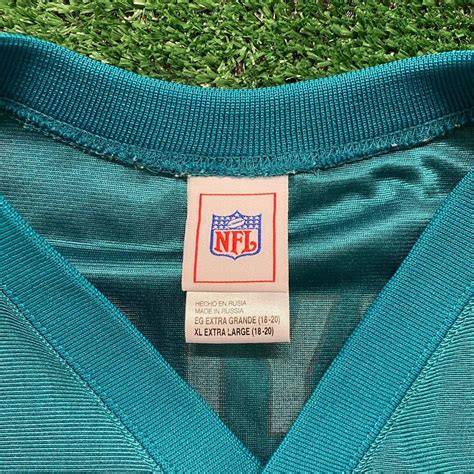 NFL
HECHO EN RUSIA
MADE IN RUSSIA
EG EXTRA GRANDE (18-20)
XL EXTRA LARGE (18-20)